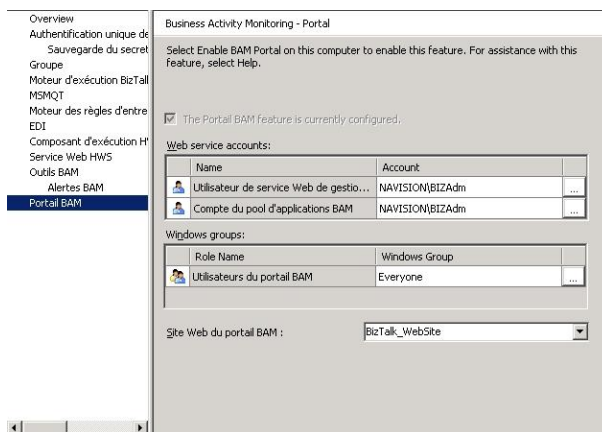 Overview
Authentification unique de
Sauvegarde du secret
Groupe
Moteur d'exécution BizTall
MSMQT
Moteur des règles d'entre
EDI
Composant d'exécution H'
Service Web HWS
Outils BAM
Alertes BAM
Portail BAM
Business Activity Monitoring - Portal
Select Enable BAM Portal on this computer to enable this feature. For assistance with this
feature, select Help.
The Portail BAM feature is currently configured.
Web service accounts:
Name Account
Utilisateur de service Web de gestio... NAVISION\BIZAdm ...
Compte du pool d'applications BAM NAVISION\BIZAdm ...
Windows groups:
Role Name Windows Group
Utilisateurs du portail BAM Everyone ...
Site Web du portail BAM : BizTalk_WebSite